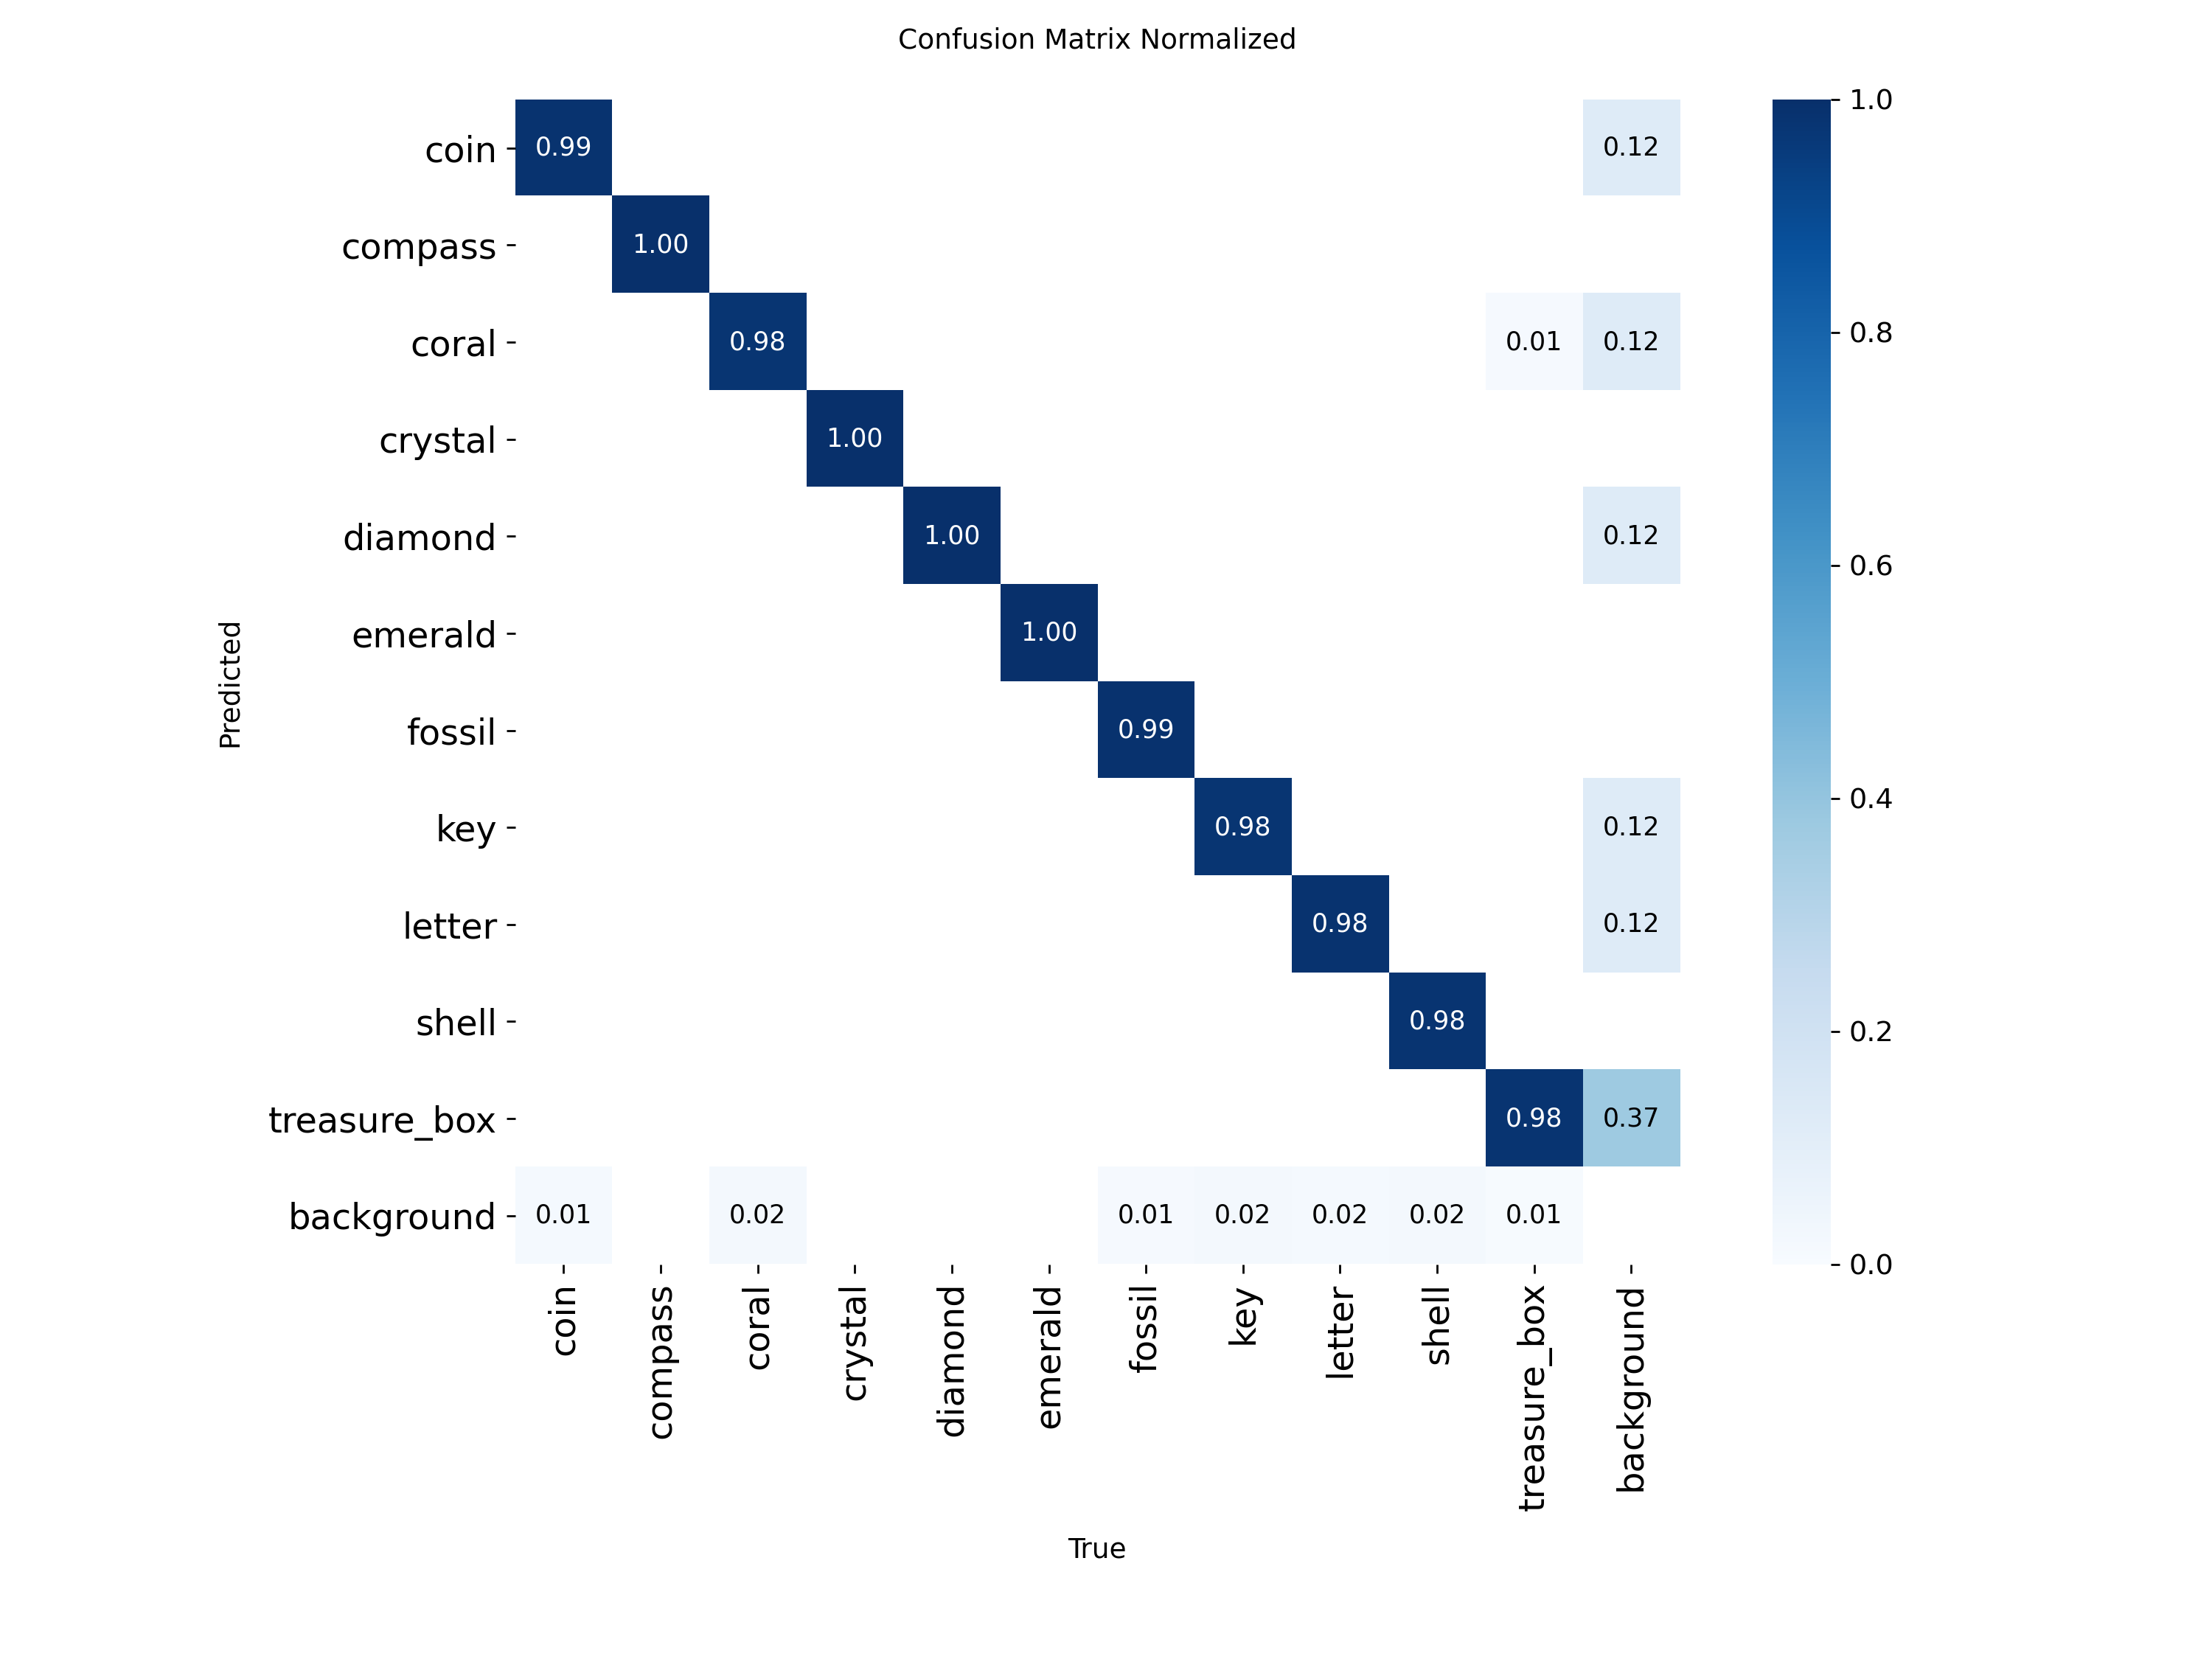 Confusion Matrix Normalized
coin 0.99 0.12
compass 1.00
coral 0.98 0.01 0.12
crystal 1.00
diamond 1.00 0.12
emerald 1.00
fossil 0.99
key 0.98 0.12
letter 0.98 0.12
shell 0.98
treasure_box 0.98 0.37
background 0.01 0.02 0.01 0.02 0.02 0.02 0.01
Predicted
coin compass coral crystal diamond emerald fossil key letter shell treasure_box background
True
1.0
0.8
0.6
0.4
0.2
0.0